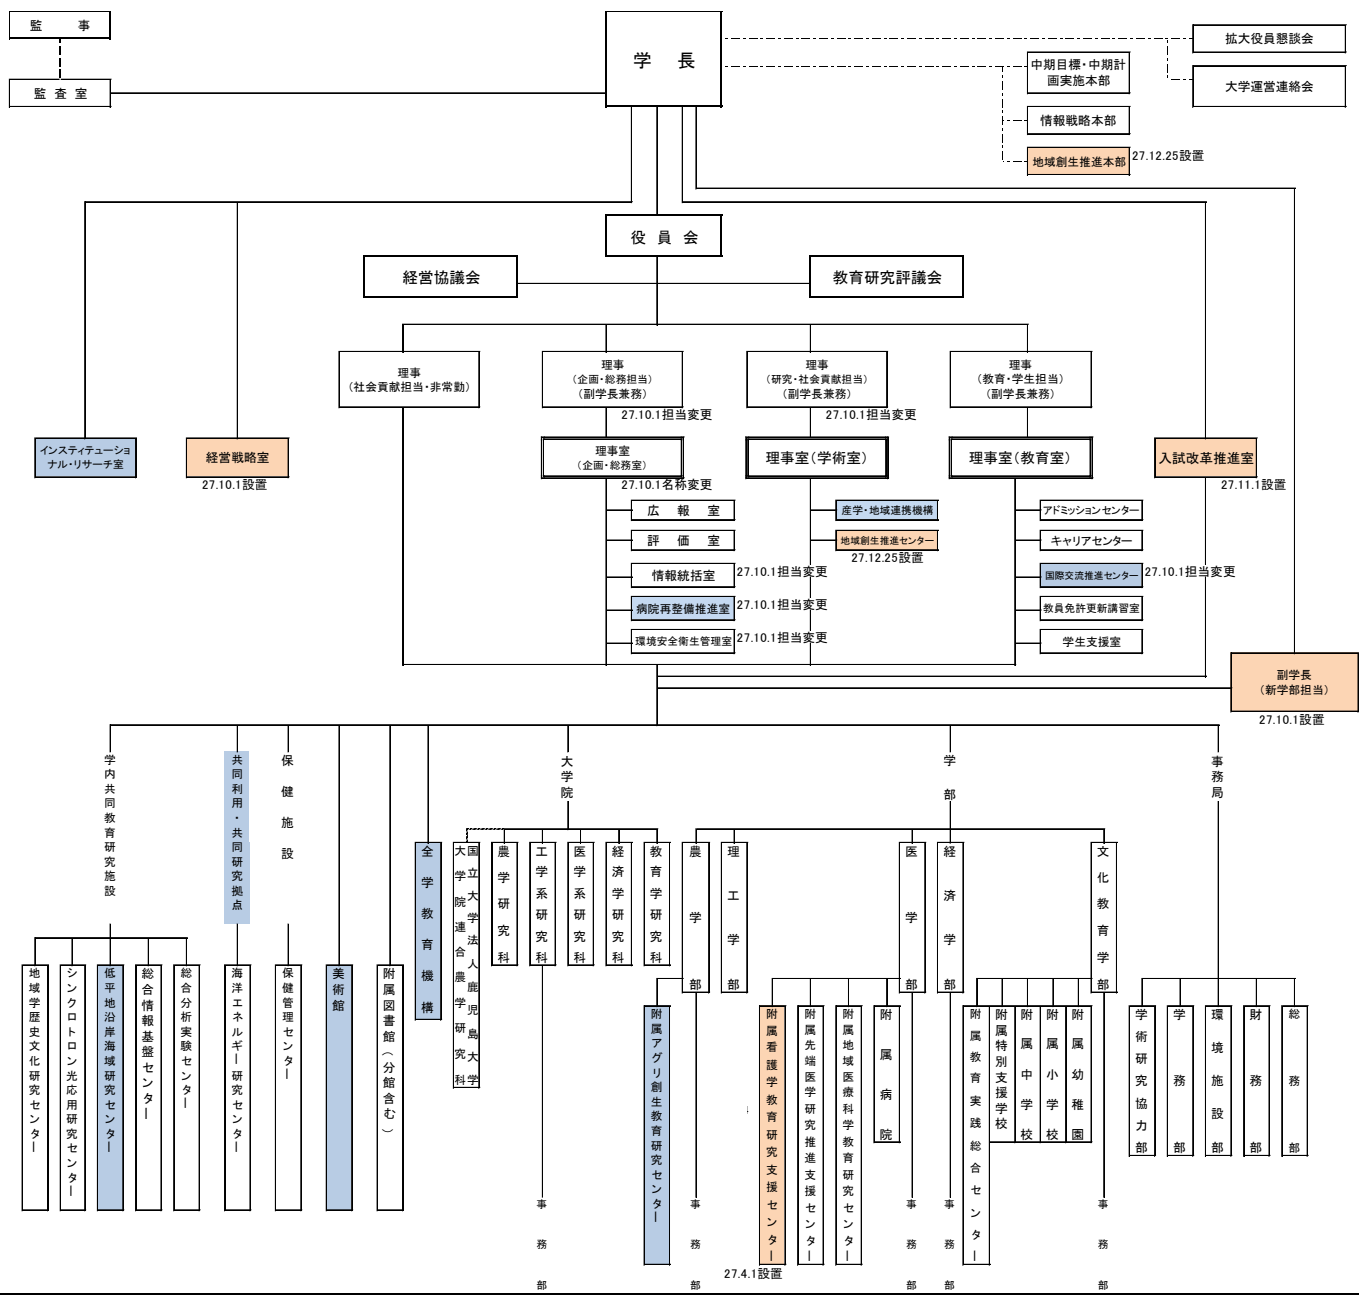 監　事
監査室
学　長
拡大役員懇談会
大学運営連絡会
中期目標・中期計
画実施本部
情報戦略本部
地域創生推進本部
27.12.25設置
役員会
経営協議会
教育研究評議会
理事
(社会貢献担当・非常勤)
理事
(企画・総務担当)
(副学長兼務)
27.10.1担当変更
理事
(研究・社会貢献担当)
(副学長兼務)
27.10.1担当変更
理事
(教育・学生担当)
(副学長兼務)
インスティテューショ
ナル・リサーチ室
経営戦略室
27.10.1設置
理事室
(企画・総務室)
27.10.1名称変更
理事室(学術室)
理事室(教育室)
入試改革推進室
27.11.1設置
広報室
評価室
情報統括室
27.10.1担当変更
病院再整備推進室
27.10.1担当変更
環境安全衛生管理室
27.10.1担当変更
産学・地域連携機構
地域創生推進センター
27.12.25設置
アドミッションセンター
キャリアセンター
国際交流推進センター
27.10.1担当変更
教員免許更新講習室
学生支援室
副学長
(新学部担当)
27.10.1設置
学内共同教育研究施設
共同利用・共同研究拠点
保健施設
大学院
学部
事務局
地域学歴史文化研究センター
シンクロトロン光応用研究センター
低平地沿岸海域研究センター
総合情報基盤センター
総合分析実験センター
海洋エネルギー研究センター
保健管理センター
美術館
附属図書館(分館含む)
全学教育機構
国立大学法人鹿児島大学
大学院連合農学研究科
農学研究科
工学系研究科
医学系研究科
経済学研究科
教育学研究科
事務部
農学部
理工学部
医学部
経済学部
文化教育学部
附属アグリ創生教育研究センター
事務部
附属看護学教育研究支援センター
27.4.1設置
附属先端医学研究推進支援センター
附属地域医療科学教育研究センター
附属病院
事務部
事務部
附属教育実践総合センター
附属特別支援学校
附属中学校
附属小学校
附属幼稚園
事務部
学術研究協力部
学務部
環境施設部
財務部
総務部